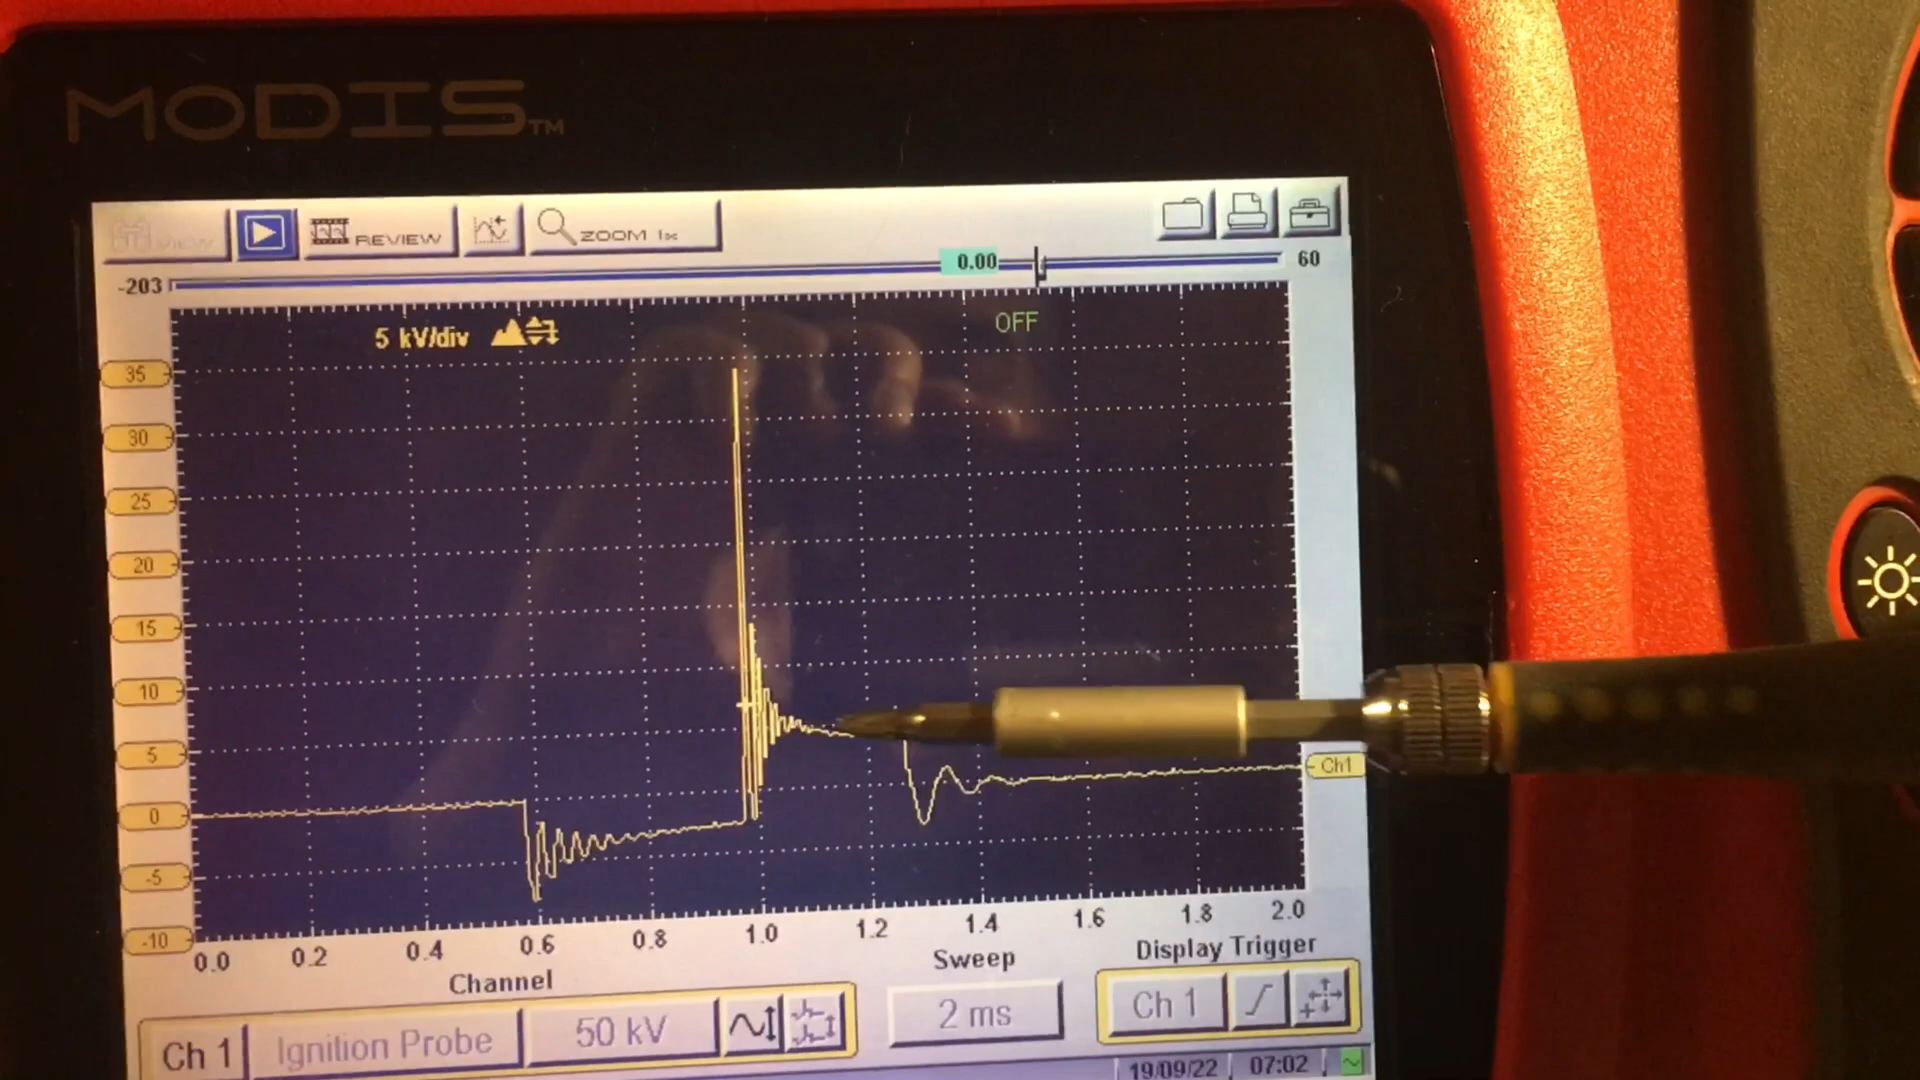 MODIS™
VIEW REVIEW ZOOM 1x
-203 0.00 60
5 kV/div OFF
35
30
25
20
15
10
5
0
-5
-10
Ch1
0.0 0.2 0.4 0.6 0.8 1.0 1.2 1.4 1.6 1.8 2.0
Channel Sweep Display Trigger
Ch 1 Ignition Probe 50 kV 2 ms Ch 1
19/09/22 07:02